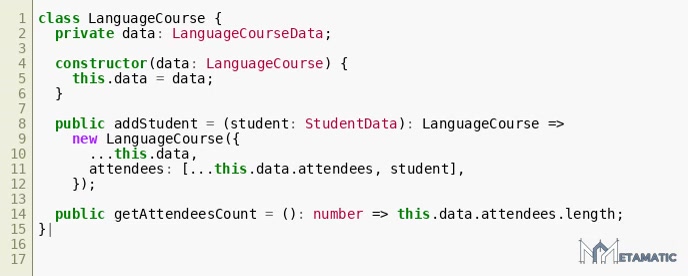 1 class LanguageCourse {
2 private data: LanguageCourseData;
3
4 constructor(data: LanguageCourse) {
5 this.data = data;
6 }
7
8 public addStudent = (student: StudentData): LanguageCourse =>
9 new LanguageCourse({
10 ...this.data,
11 attendees: [...this.data.attendees, student],
12 });
13
14 public getAttendeesCount = (): number => this.data.attendees.length;
15 }
16
17
METAMATIC